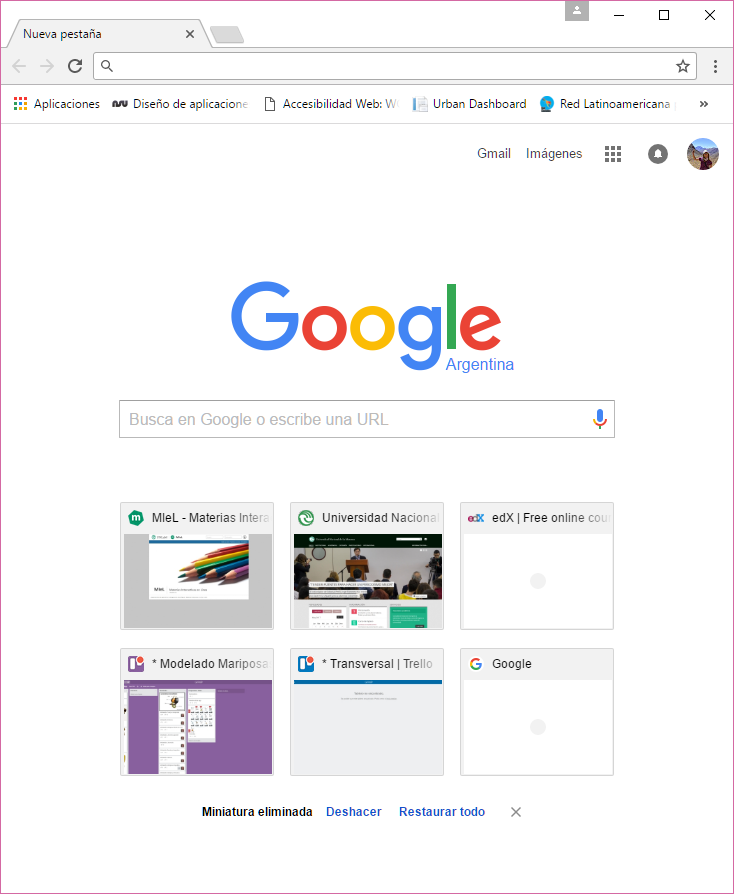 Nueva pestaña
Aplicaciones
Diseño de aplicacione
Accesibilidad Web: W
Urban Dashboard
Red Latinoamericana
»
Gmail Imágenes
Google
Argentina
Busca en Google o escribe una URL
m MIeL - Materias Intera
Universidad Nacional
edX edX | Free online cou
MIeL
* Modelado Mariposa
* Transversal | Trello
G Google
Miniatura eliminada Deshacer Restaurar todo